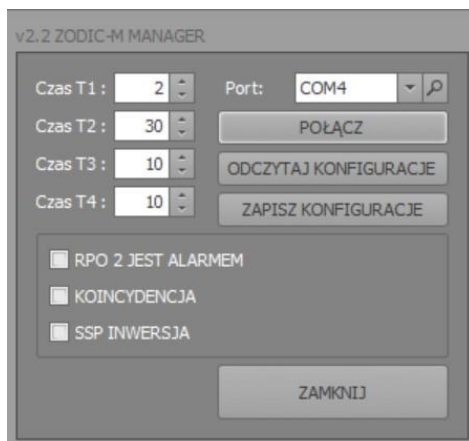 v2.2 ZODIC-M MANAGER
Czas T1 : 2 Port: COM4
Czas T2 : 30 POŁĄCZ
Czas T3 : 10 ODCZYTAJ KONFIGURACJE
Czas T4 : 10 ZAPISZ KONFIGURACJE
RPO 2 JEST ALARMEM
KOINCYDENCJA
SSP INWERSJA
ZAMKNIJ